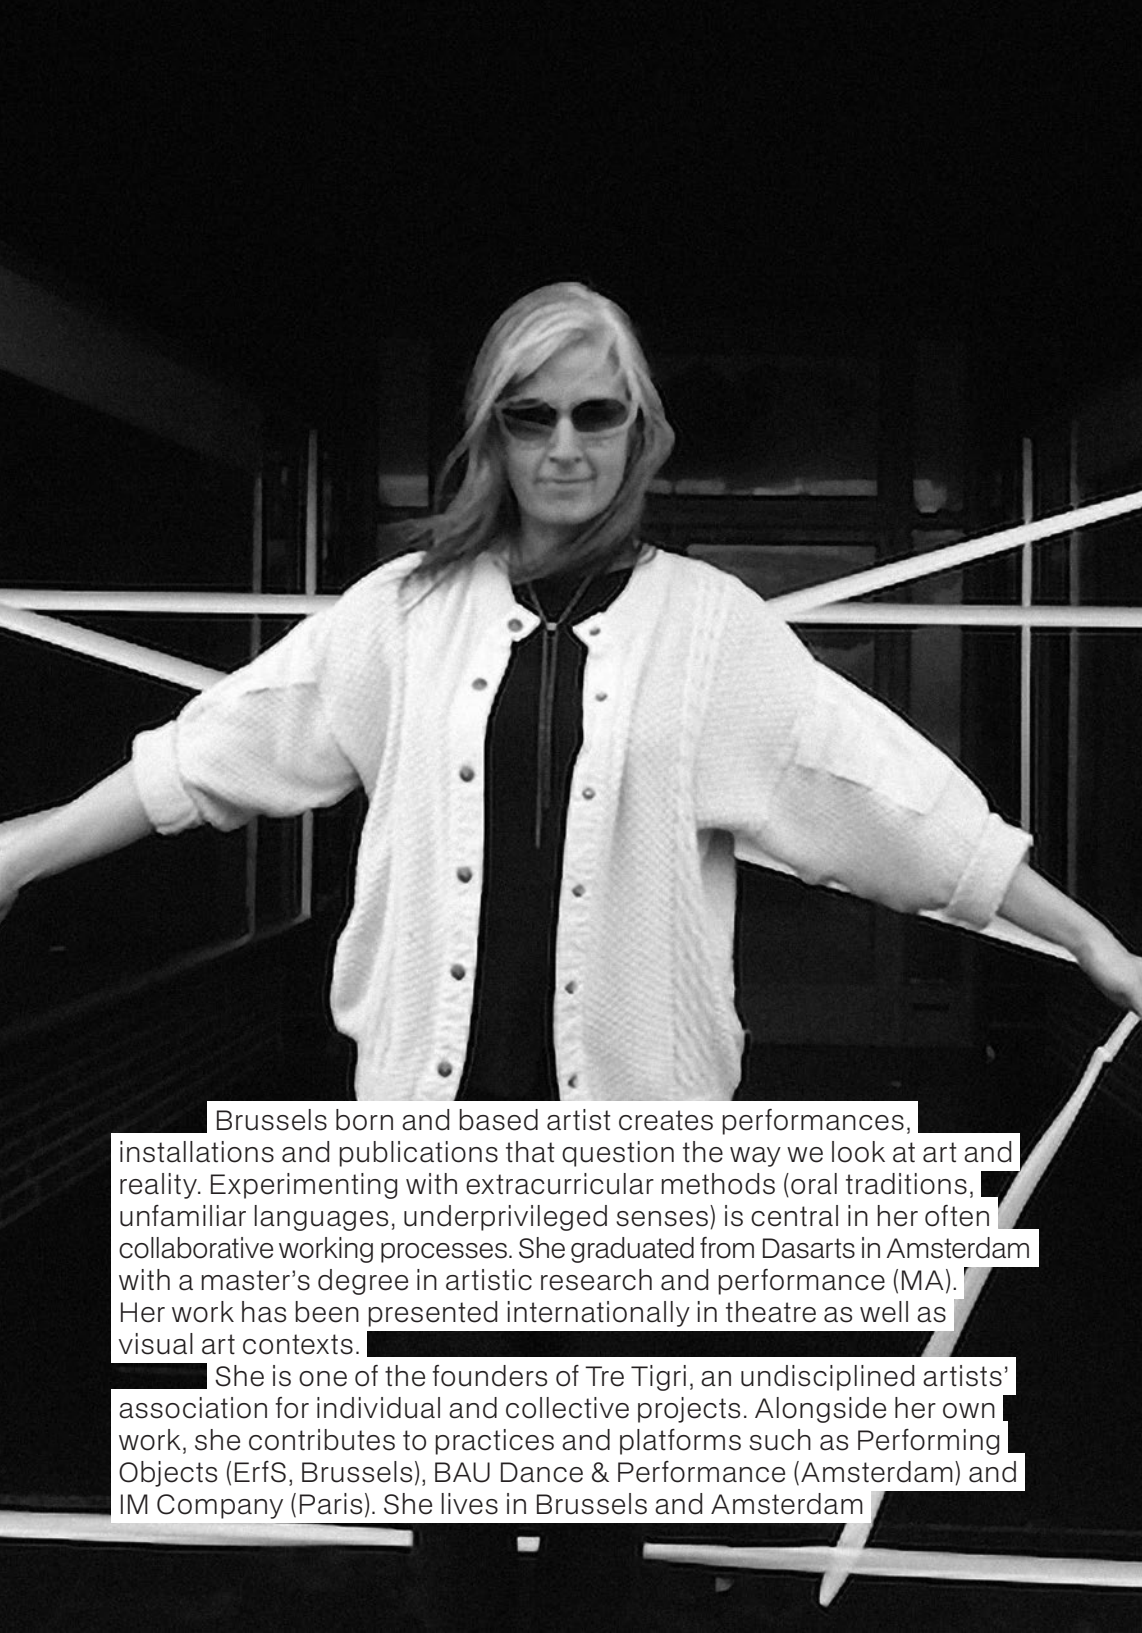 Brussels born and based artist creates performances,
installations and publications that question the way we look at art and
reality. Experimenting with extracurricular methods (oral traditions,
unfamiliar languages, underprivileged senses) is central in her often
collaborative working processes. She graduated from Dasarts in Amsterdam
with a master’s degree in artistic research and performance (MA).
Her work has been presented internationally in theatre as well as
visual art contexts.
She is one of the founders of Tre Tigri, an undisciplined artists’
association for individual and collective projects. Alongside her own
work, she contributes to practices and platforms such as Performing
Objects (ErfS, Brussels), BAU Dance & Performance (Amsterdam) and
IM Company (Paris). She lives in Brussels and Amsterdam